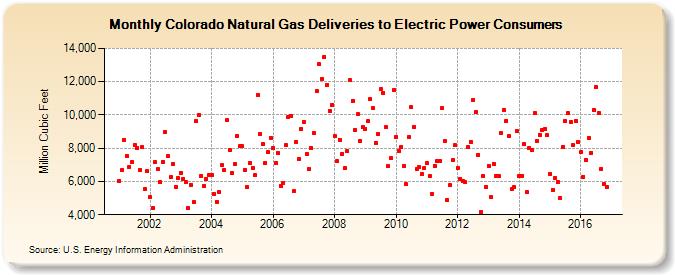 Monthly Colorado Natural Gas Deliveries to Electric Power Consumers
Million Cubic Feet
14,000
12,000
10,000
8,000
6,000
4,000
2002 2004 2006 2008 2010 2012 2014 2016
Source: U.S. Energy Information Administration